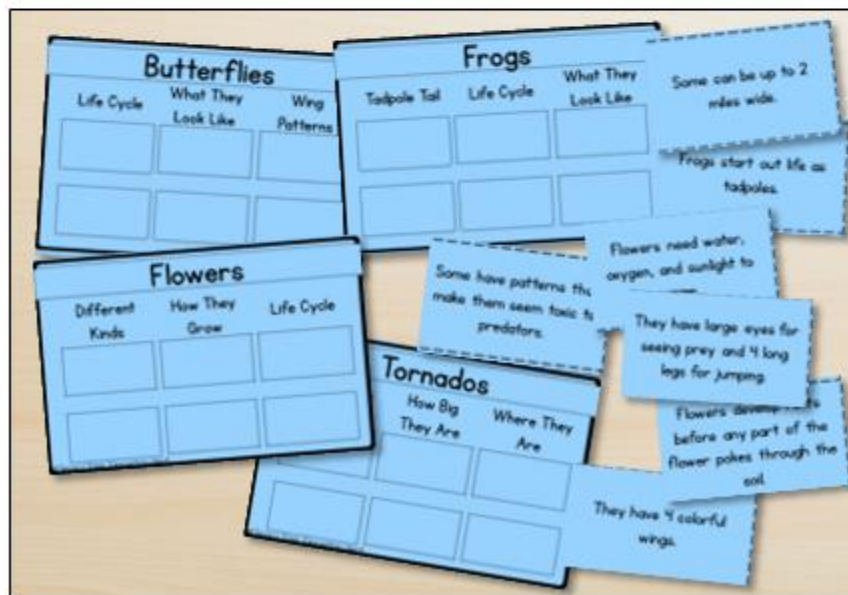 Butterflies
Life Cycle
What They
Look Like
Wing
Patterns
Frogs
Tadpole Tail
Life Cycle
What They
Look Like
Some can be up to 2
miles wide.
Frogs start out life as
tadpoles.
Flowers
Different
Kinds
How They
Grow
Life Cycle
Some have patterns
make them seem toxic
predators.
Flowers need water,
oxygen, and sunlight to
They have large eyes for
seeing prey and 4 long
legs for jumping.
Tornados
How Big
They Are
Where They
Are
Flowers
before any part of the
flower pokes through the
soil.
They have 4 colorful
wings.